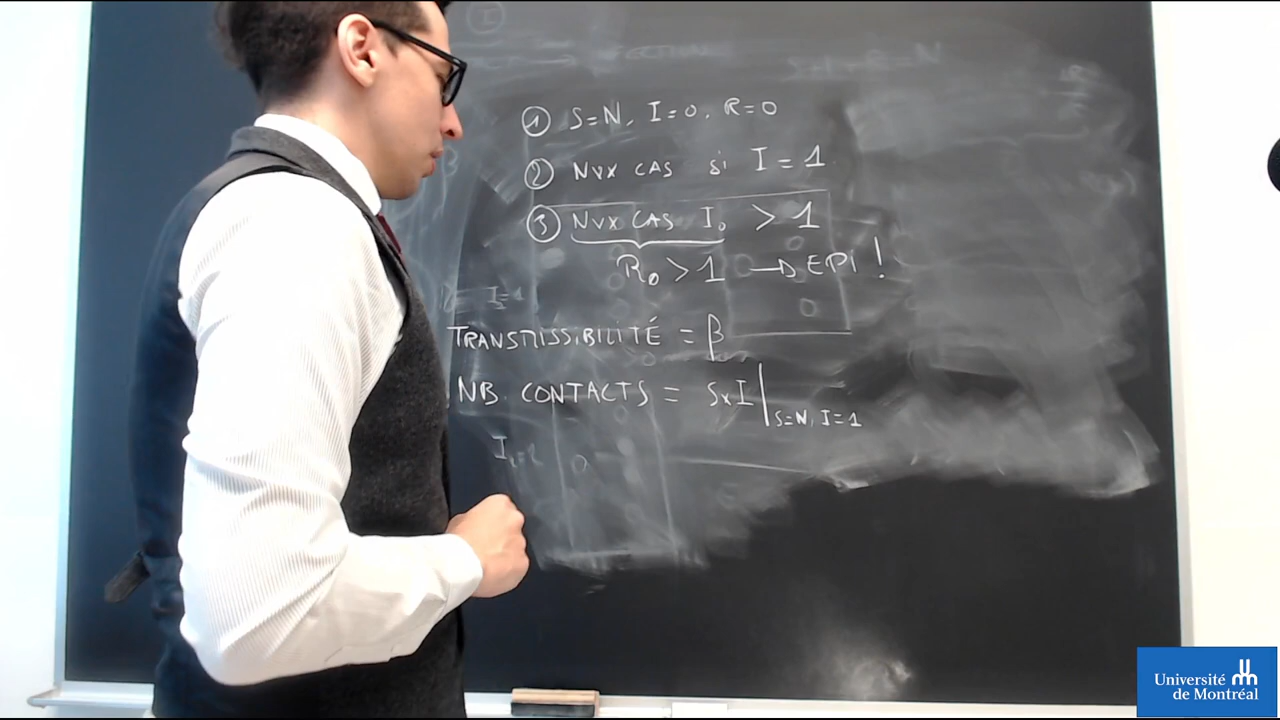 ① S=N, I=0, R=0
② NVX CAS si I=1
③ NVX CAS I₀ > 1
R₀ > 1 → EPI !
I=1
TRANSMISSIBILITÉ = β
NB. CONTACTS = S×I|S=N, I=1
Université
de Montréal